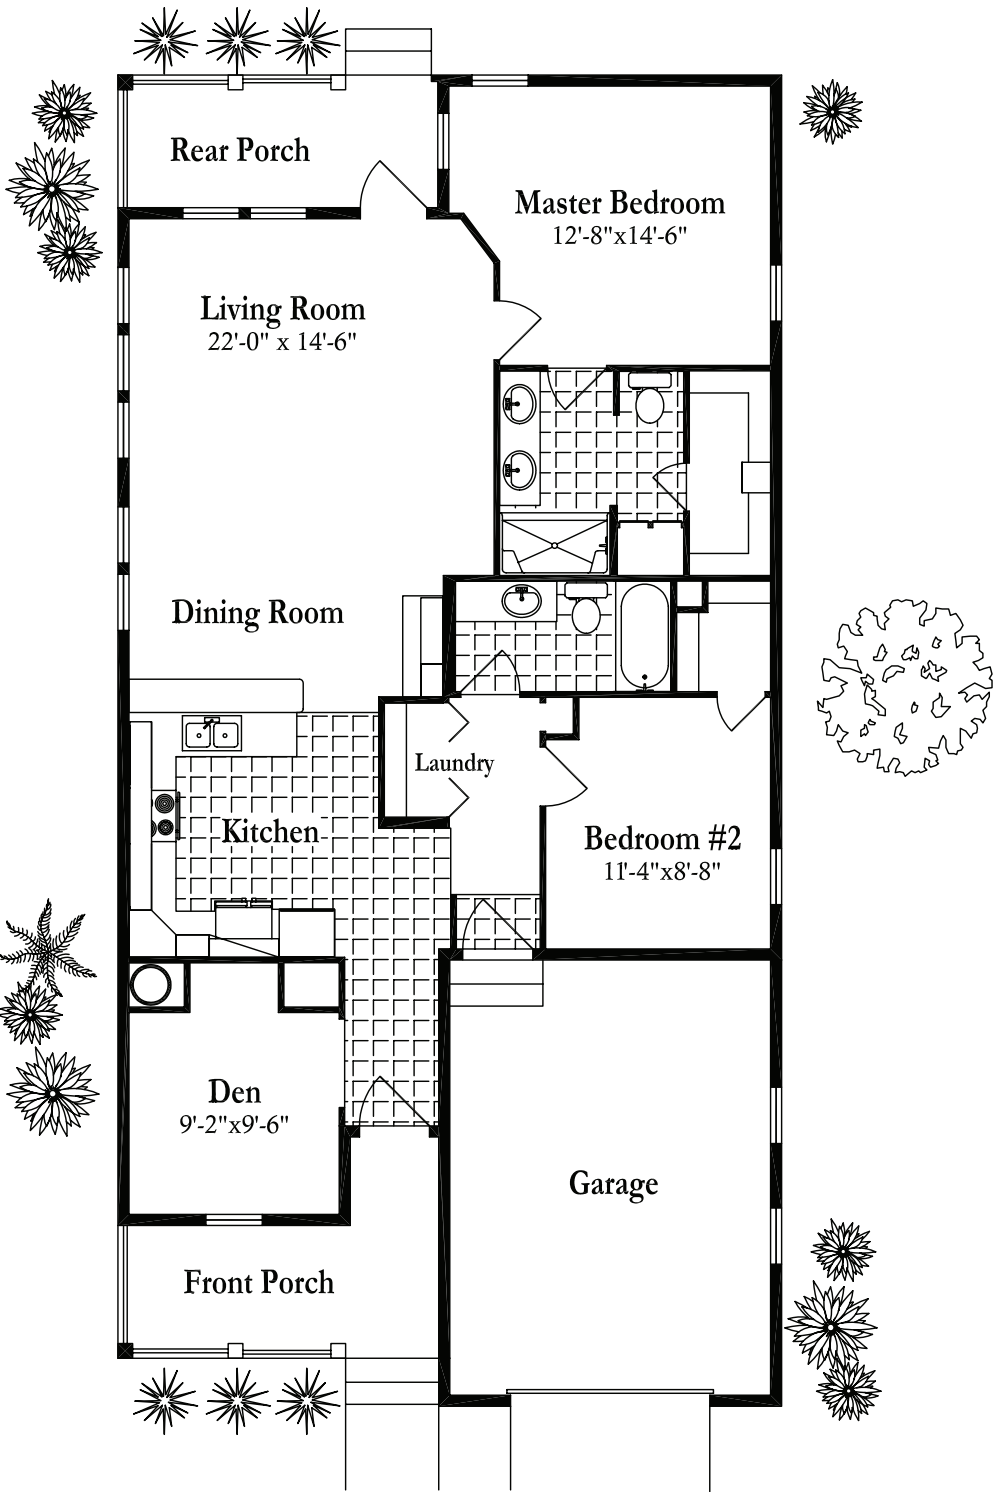 Rear Porch
Master Bedroom
12'-8"x14'-6"
Living Room
22'-0" x 14'-6"
Dining Room
Laundry
Kitchen
Bedroom #2
11'-4"x8'-8"
Den
9'-2"x9'-6"
Garage
Front Porch